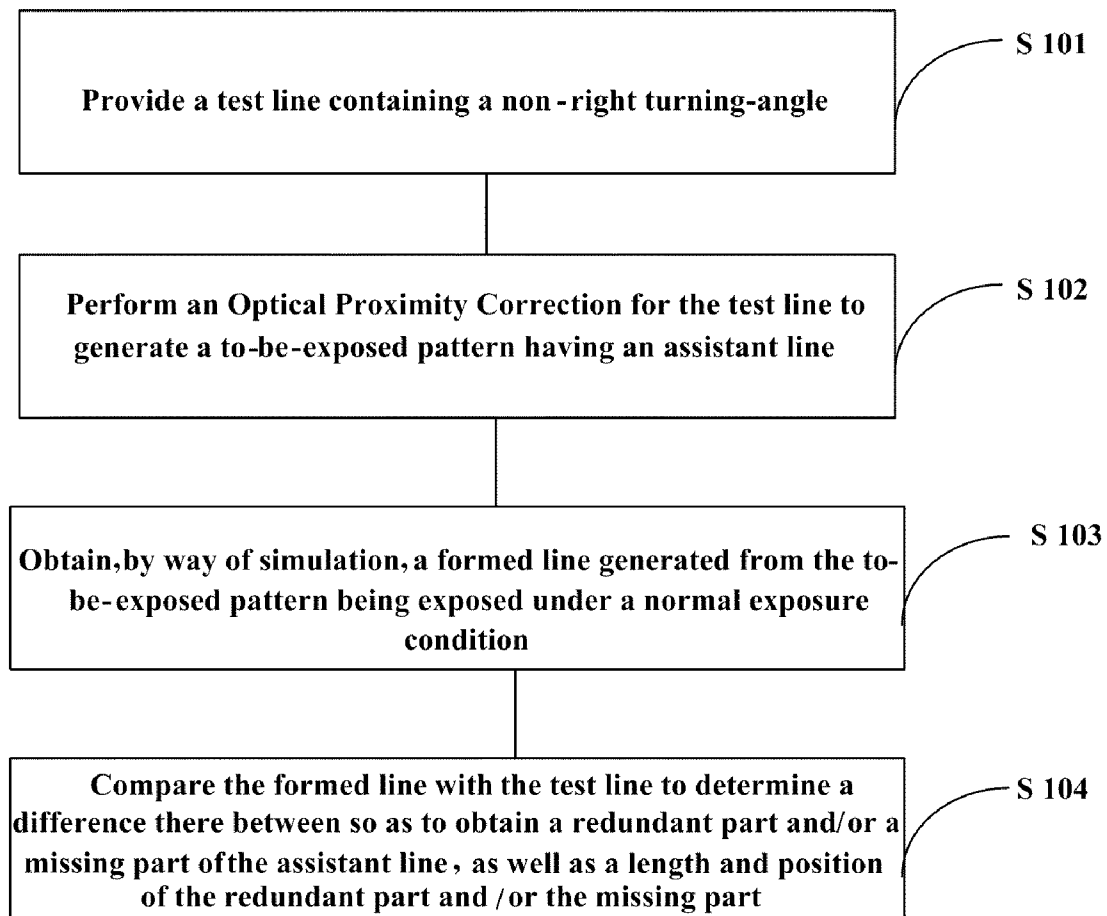 S 101
Provide a test line containing a non-right turning-angle
S 102
Perform an Optical Proximity Correction for the test line to
generate a to-be-exposed pattern having an assistant line
S 103
Obtain,by way of simulation, a formed line generated from the to-
be-exposed pattern being exposed under a normal exposure
condition
S 104
Compare the formed line with the test line to determine a
difference there between so as to obtain a redundant part and/or a
missing part of the assistant line, as well as a length and position
of the redundant part and /or the missing part